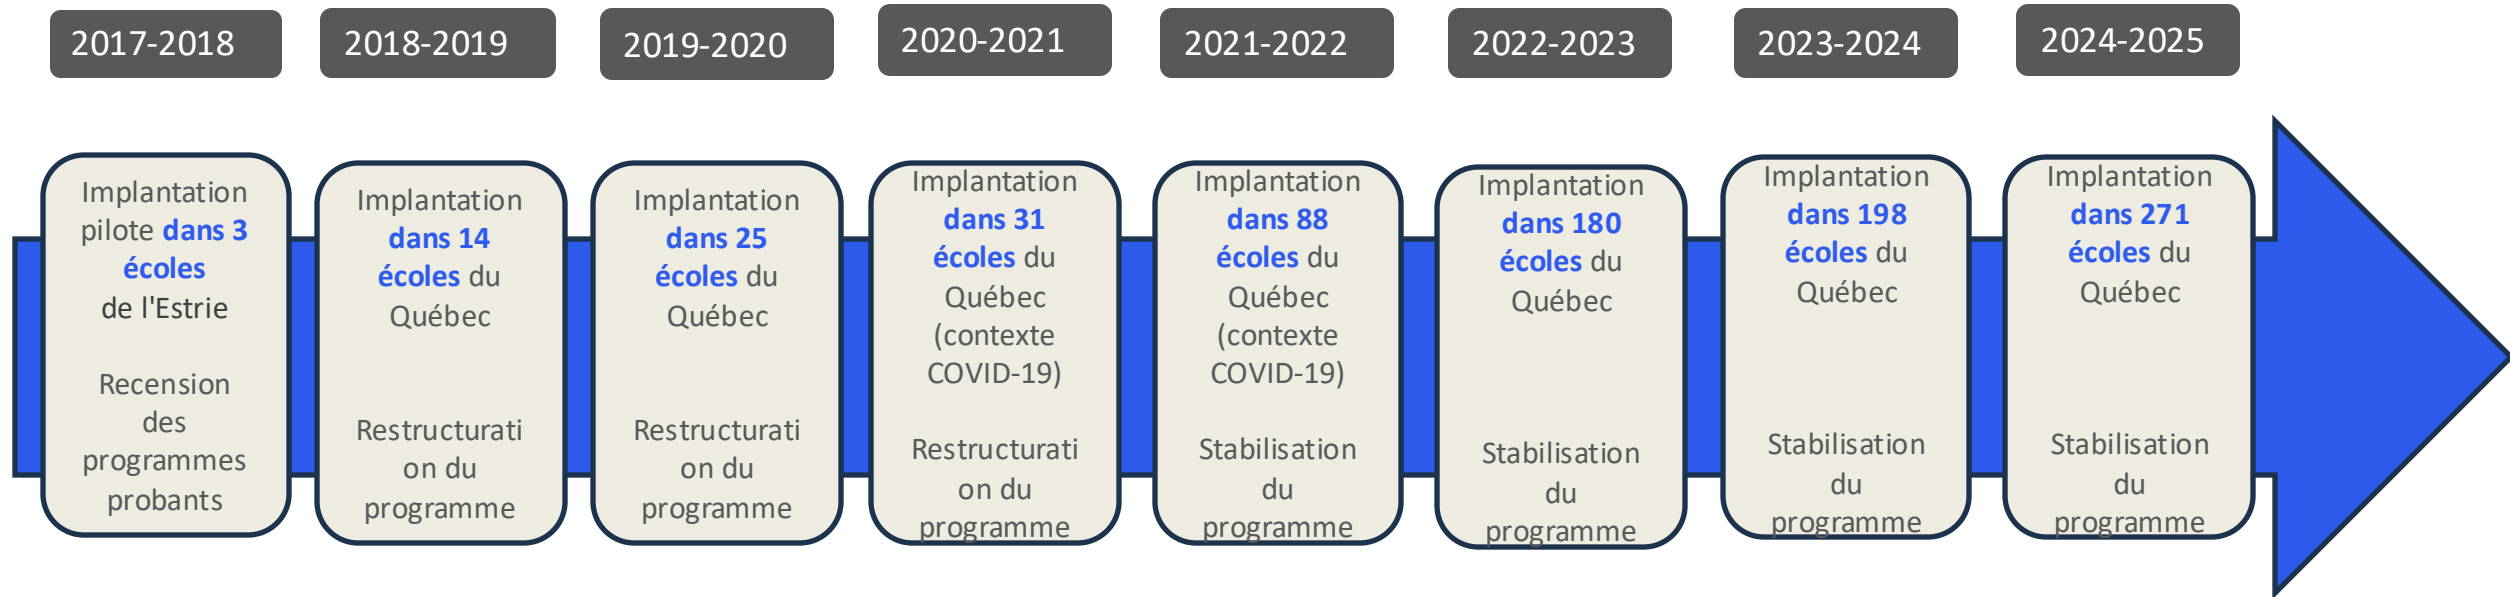 2017-2018
2018-2019
2019-2020
2020-2021
2021-2022
2022-2023
2023-2024
2024-2025
Implantation
pilote dans 3
écoles
de l'Estrie
Recension
des
programmes
probants
Implantation
dans 14
écoles du
Québec
Restructurati
on du
programme
Implantation
dans 25
écoles du
Québec
Restructurati
on du
programme
Implantation
dans 31
écoles du
Québec
(contexte
COVID-19)
Restructurati
on du
programme
Implantation
dans 88
écoles du
Québec
(contexte
COVID-19)
Stabilisation
du
programme
Implantation
dans 180
écoles du
Québec
Stabilisation
du
programme
Implantation
dans 198
écoles du
Québec
Stabilisation
du
programme
Implantation
dans 271
écoles du
Québec
Stabilisation
du
programme